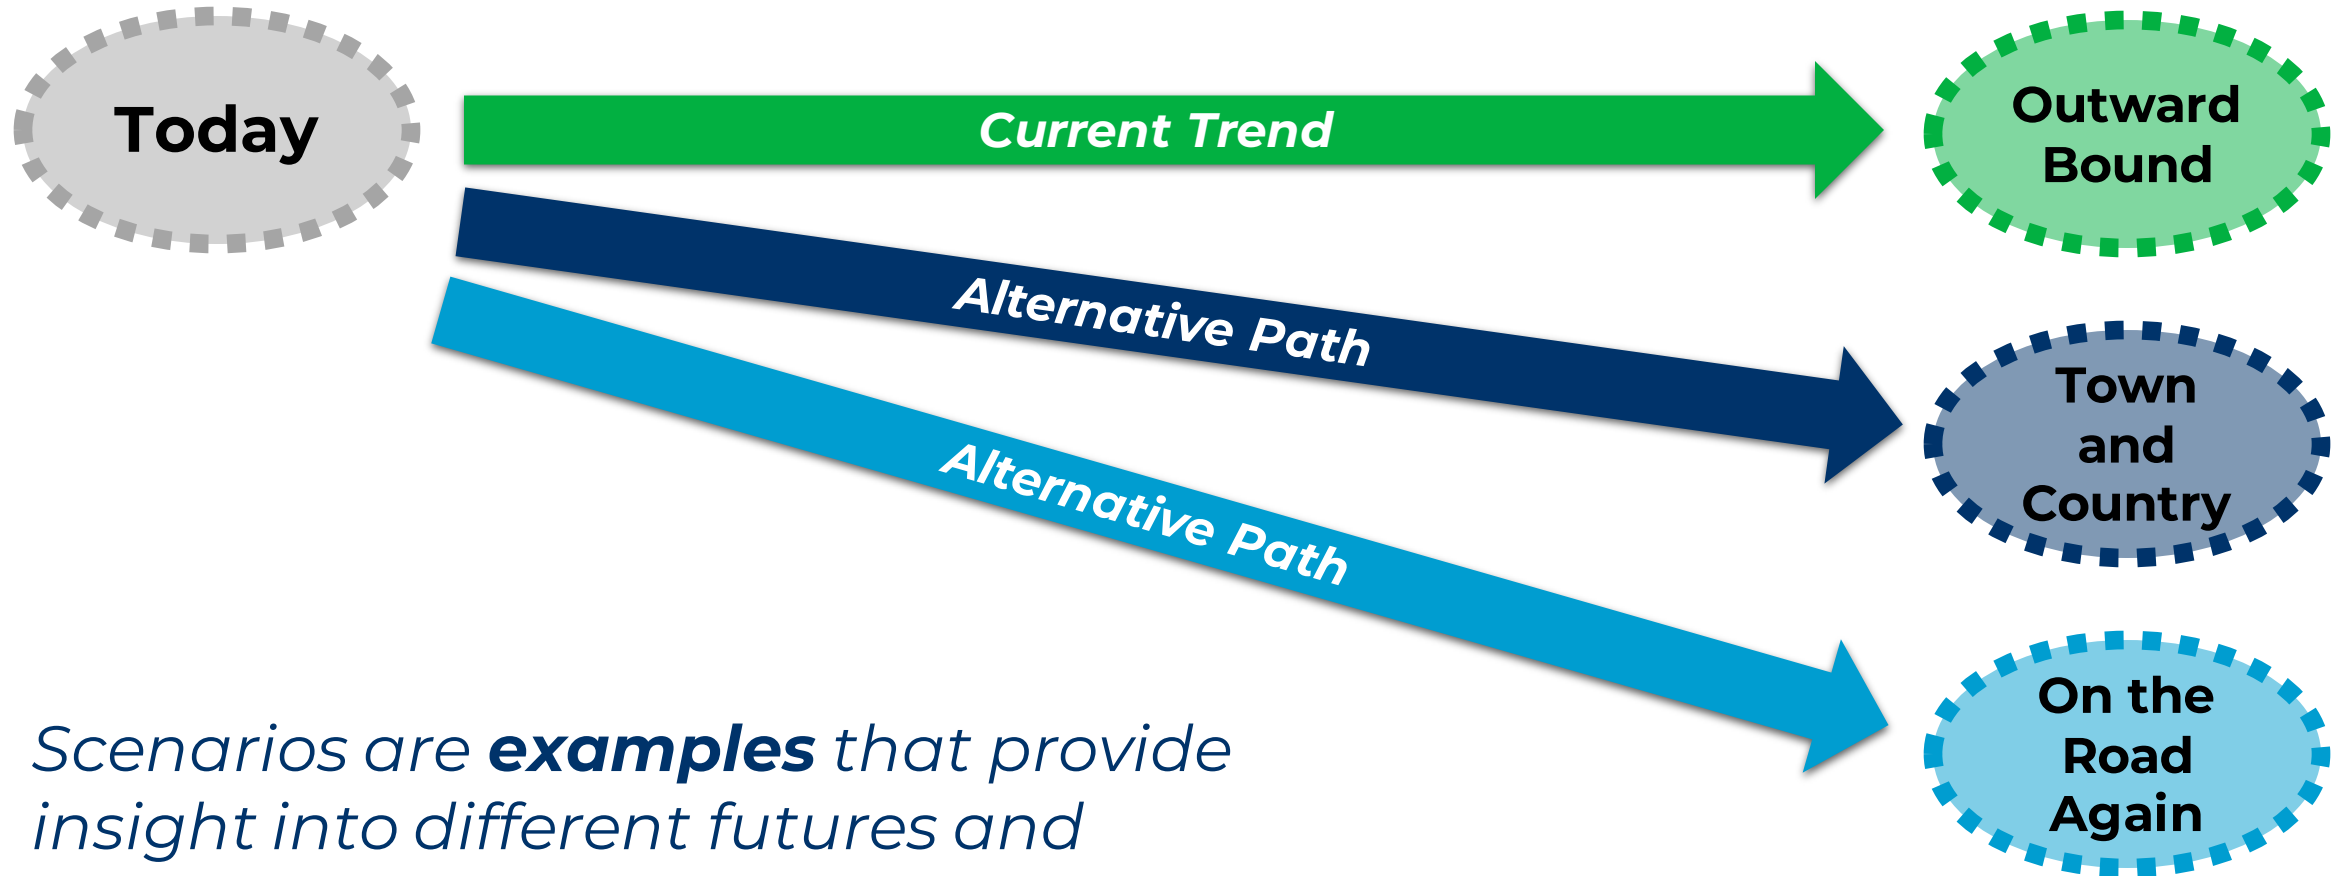 Today
Current Trend
Outward
Bound
Alternative Path
Town
and
Country
Alternative Path
On the
Road
Again
Scenarios are examples that provide
insight into different futures and